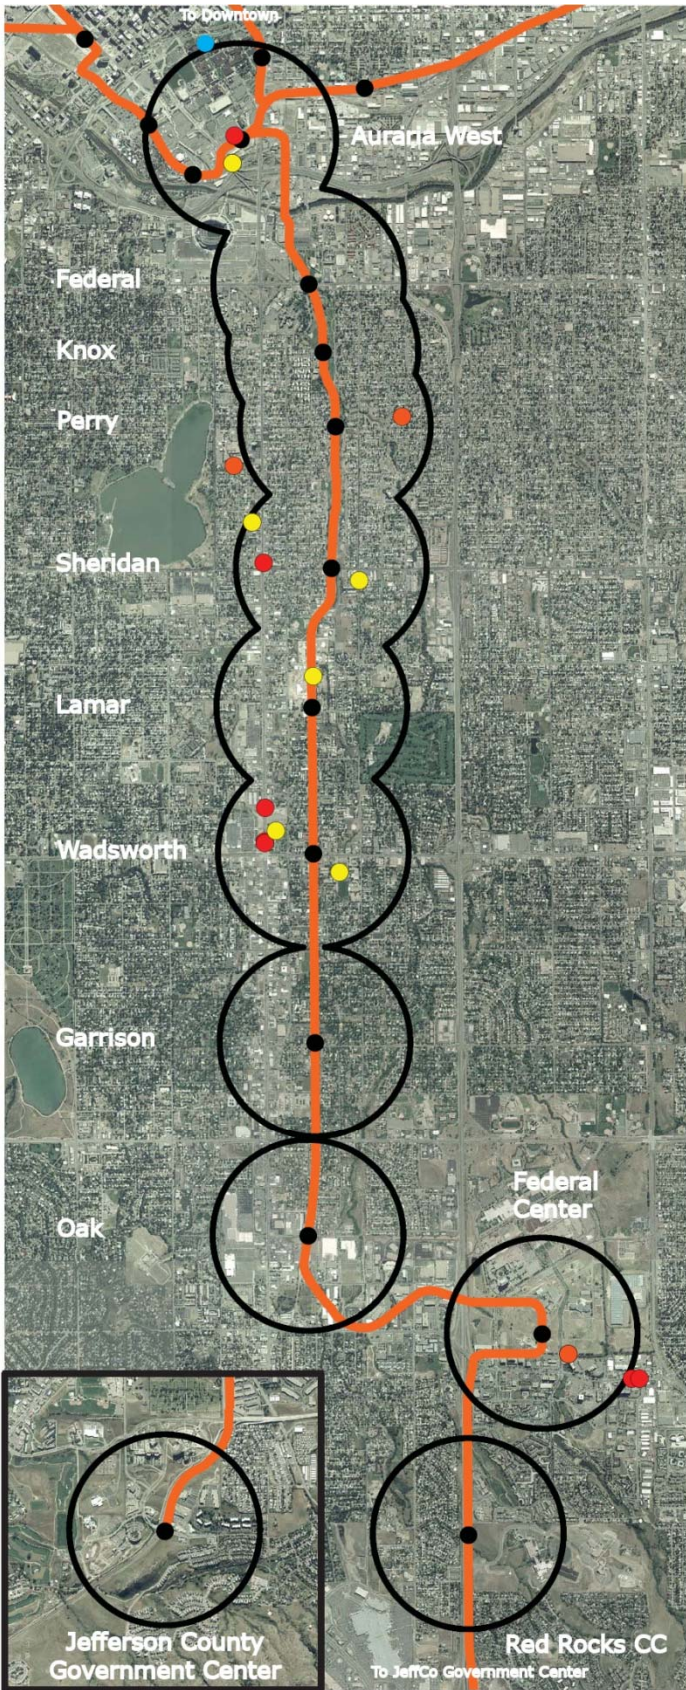 To Downtown
Auraria West
Federal
Knox
Perry
Sheridan
Lamar
Wadsworth
Garrison
Federal
Center
Oak
Jefferson County
Government Center
Red Rocks CC
To JeffCo Government Center